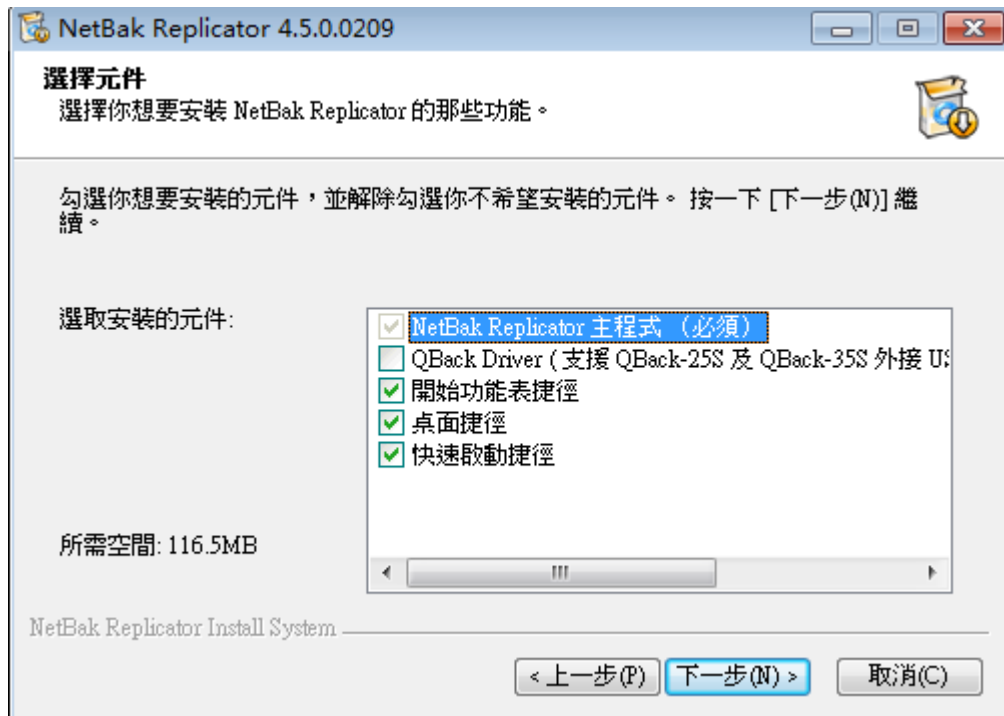 NetBak Replicator 4.5.0.0209
選擇元件
選擇你想要安裝 NetBak Replicator 的那些功能。
勾選你想要安裝的元件，並解除勾選你不希望安裝的元件。 按一下 [下一步(N)] 繼
續。
選取安裝的元件:
NetBak Replicator 主程式 （必須）
QBack Driver ( 支援 QBack-25S 及 QBack-35S 外接
開始功能表捷徑
桌面捷徑
快速啟動捷徑
所需空間: 116.5MB
NetBak Replicator Install System
< 上一步(P)
下一步(N) >
取消(C)